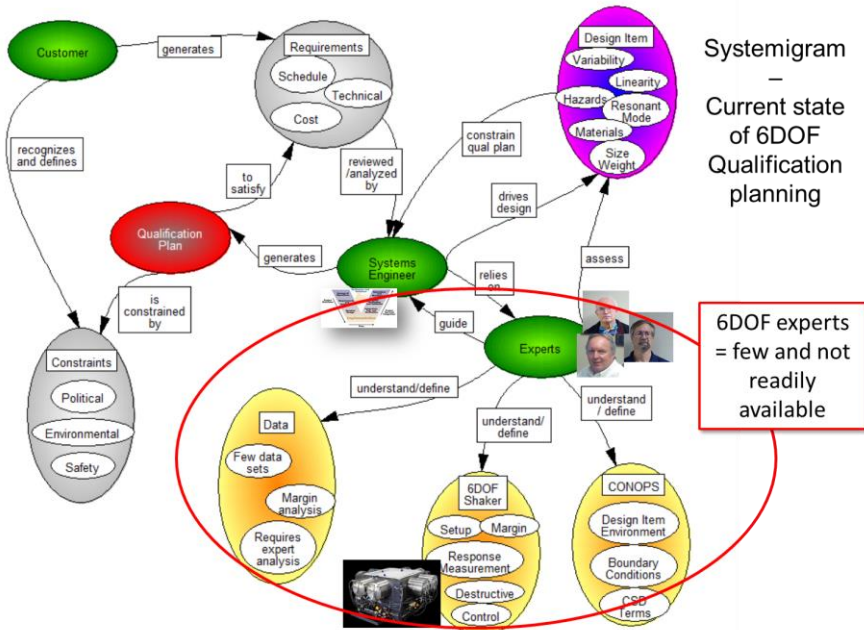 Systemigram
–
Current state
of 6DOF
Qualification
planning
Customer
generates
Requirements
Schedule
Technical
Cost
Design Item
Variability
Linearity
Hazards
Resonant
Mode
Materials
Size
Weight
recognizes
and defines
to
satisfy
reviewed
/analyzed
by
constrain
qual plan
drives
design
assess
Qualification
Plan
generates
Systems
Engineer
relies
on
guide
Experts
is
constrained
by
Constraints
Political
Environmental
Safety
6DOF experts
= few and not
readily
available
understand/define
understand/
define
understand
/ define
Data
Few data
sets
Margin
analysis
Requires
expert
analysis
6DOF
Shaker
Setup
Margin
Response
Measurement
Destructive
Control
CONOPS
Design Item
Environment
Boundary
Conditions
CSD
Terms